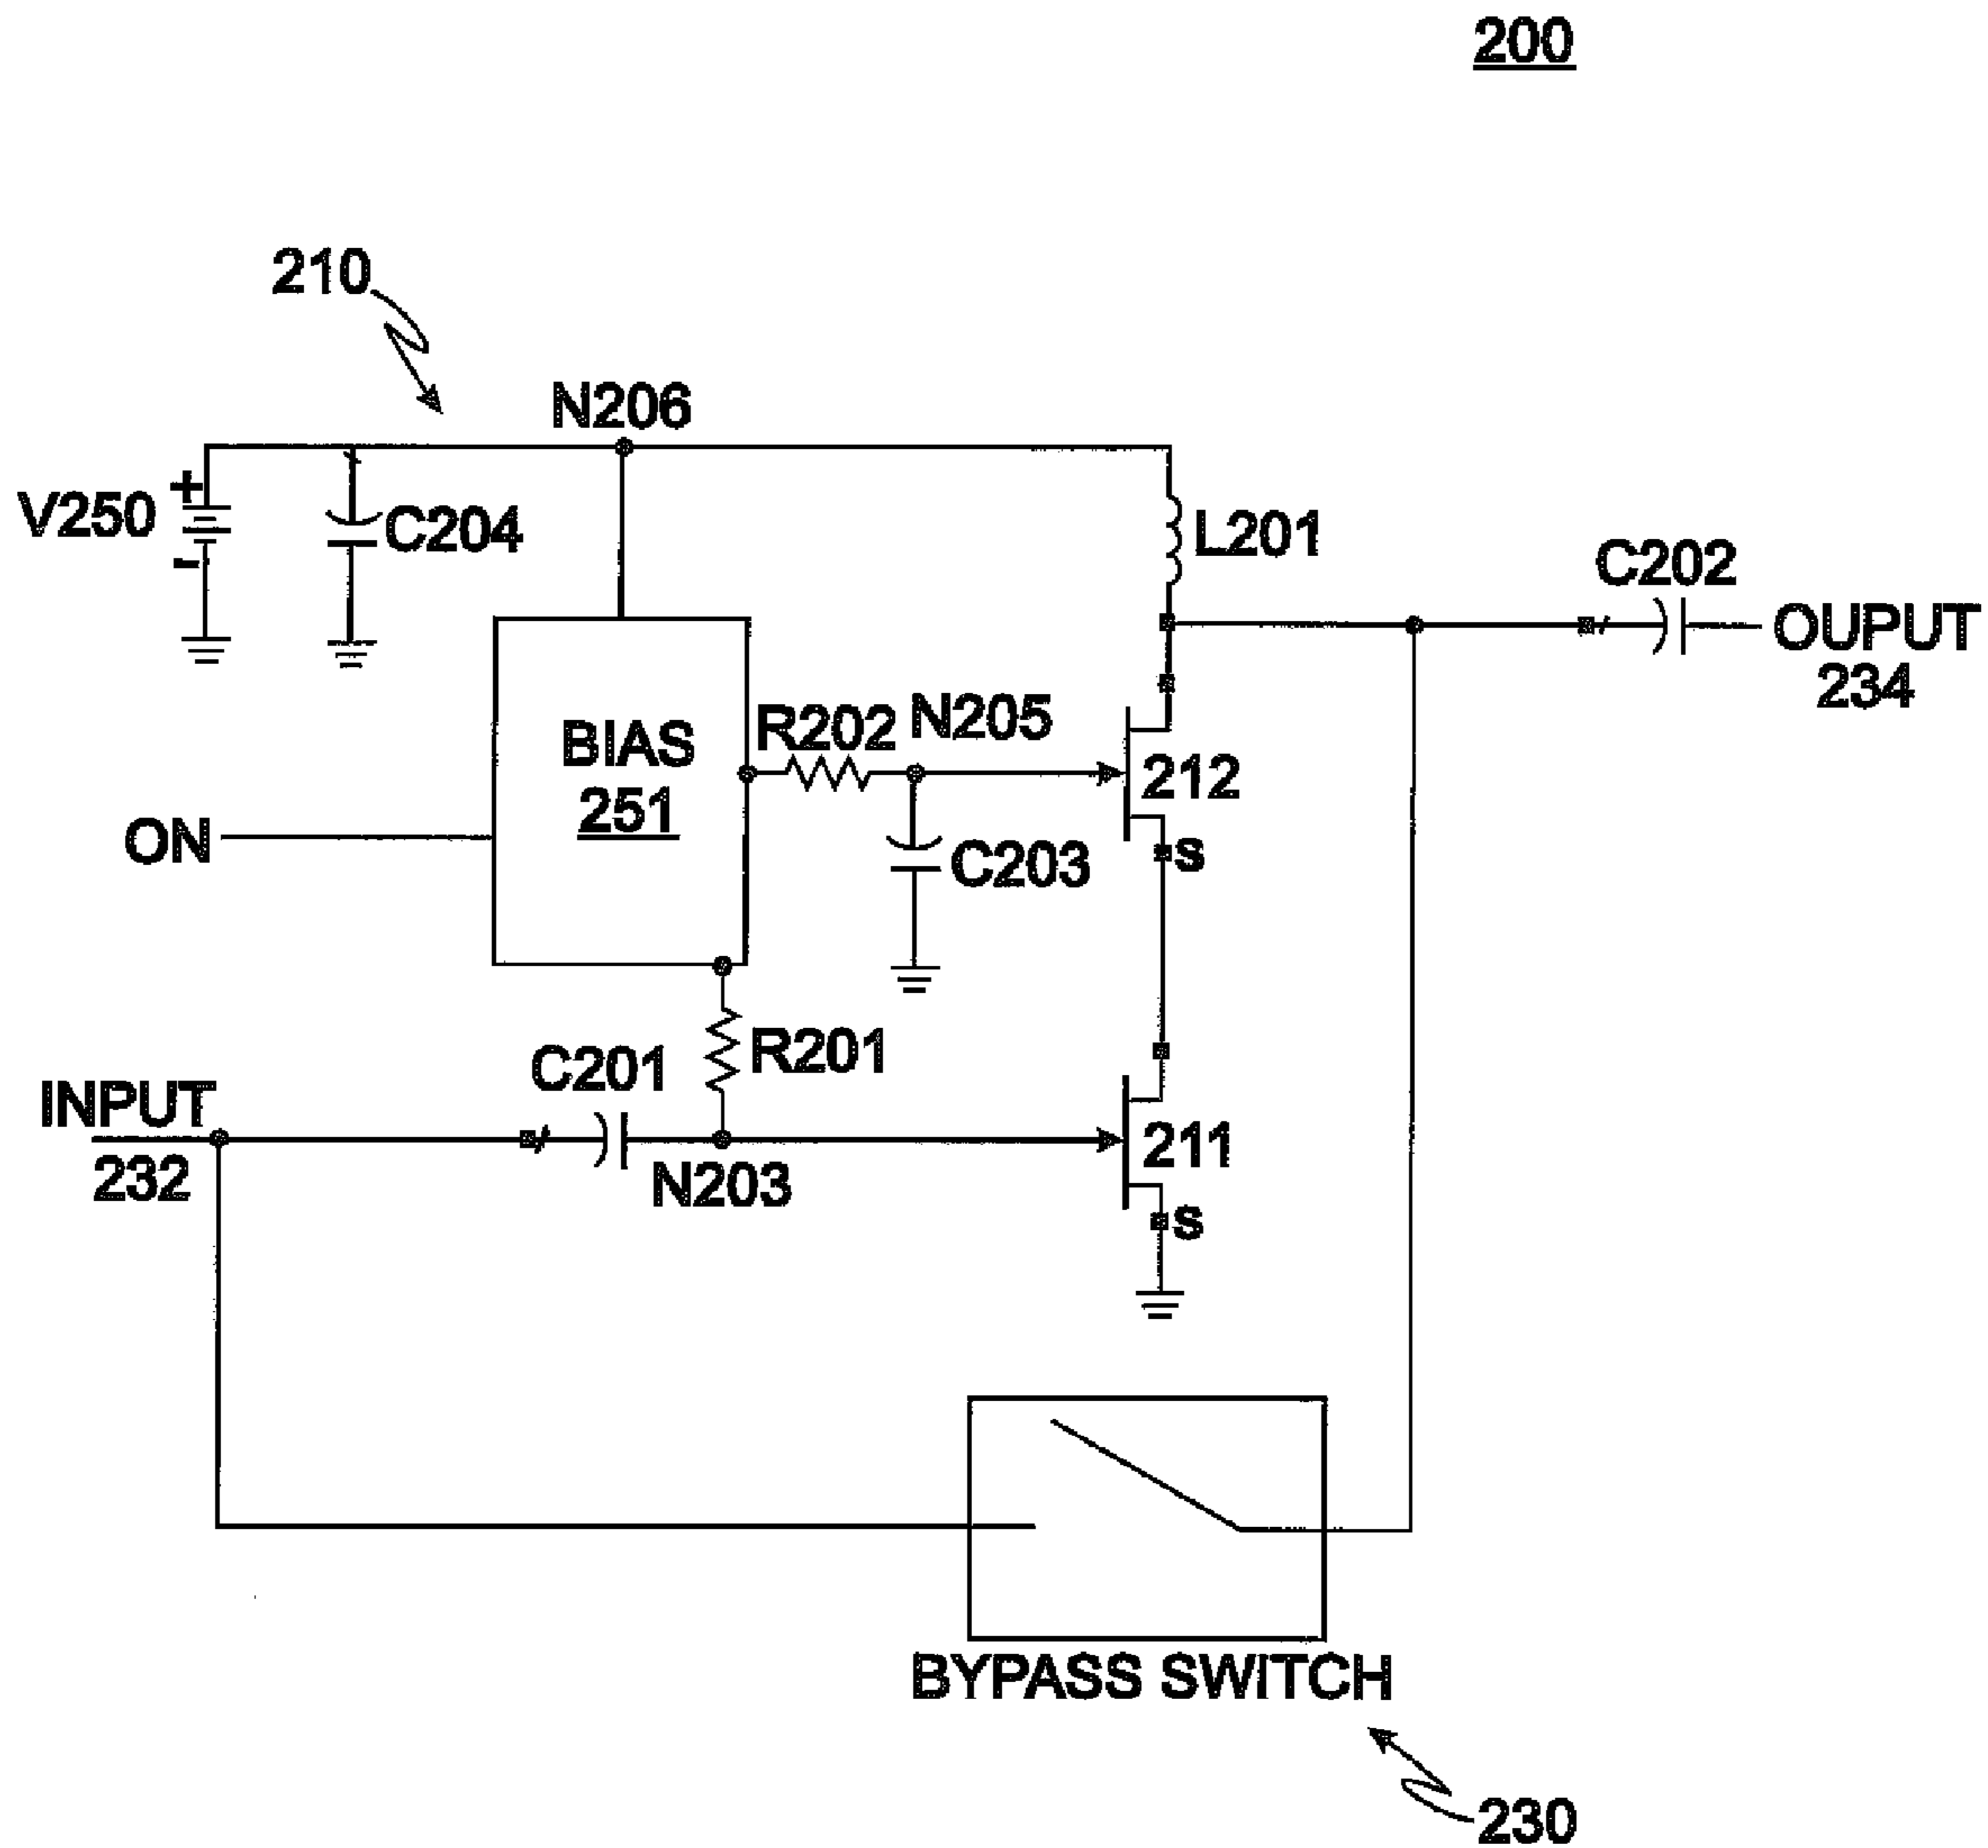 200
210
N206
+
V250
-
C204
L201
C202
OUPUT
234
BIAS
251
R202
N205
212
ON
C203
S
R201
C201
INPUT
232
N203
211
S
BYPASS SWITCH
230